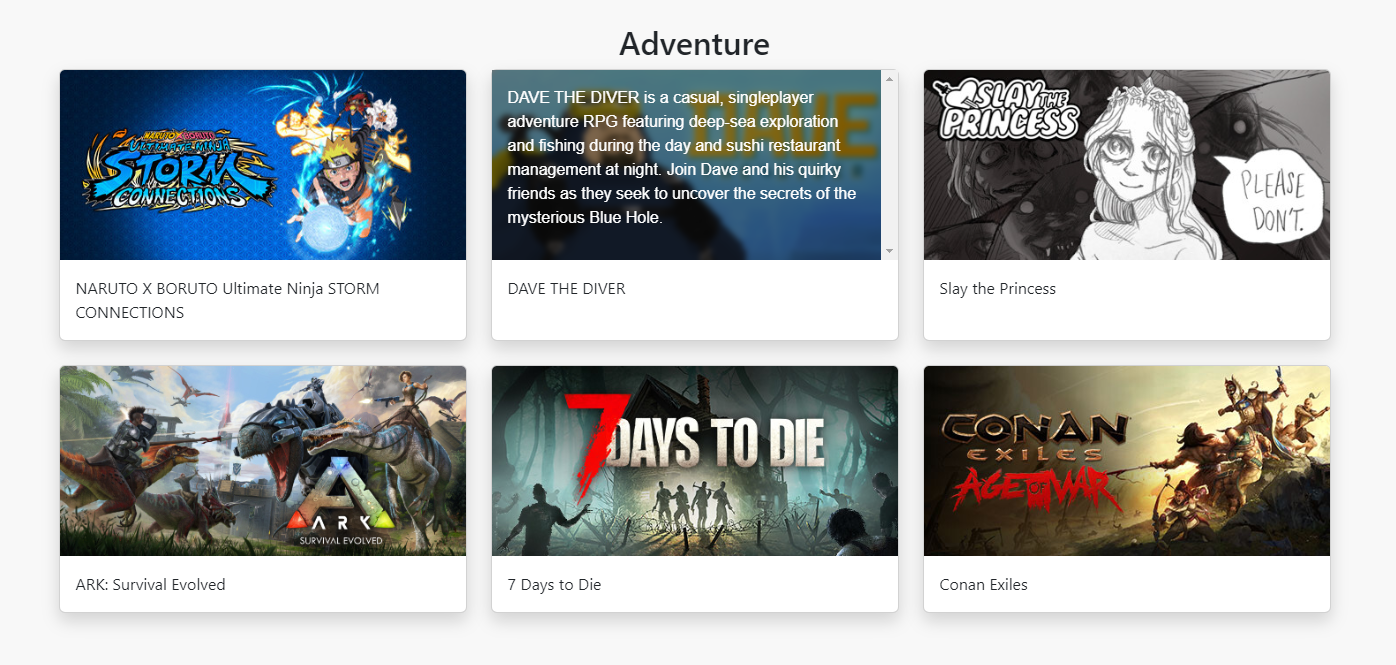 Adventure
NARUTO X BORUTO
ULTIMATE NINJA
STORM
CONNECTIONS
NARUTO X BORUTO Ultimate Ninja STORM
CONNECTIONS
DAVE THE DIVER is a casual, singleplayer
adventure RPG featuring deep-sea exploration
and fishing during the day and sushi restaurant
management at night. Join Dave and his quirky
friends as they seek to uncover the secrets of the
mysterious Blue Hole.
DAVE
DAVE THE DIVER
SLAY THE
PRINCESS
PLEASE
DON'T.
Slay the Princess
ARK
SURVIVAL EVOLVED
ARK: Survival Evolved
7 DAYS TO DIE
7 Days to Die
CONAN
EXILES
AGE OF WAR
Conan Exiles